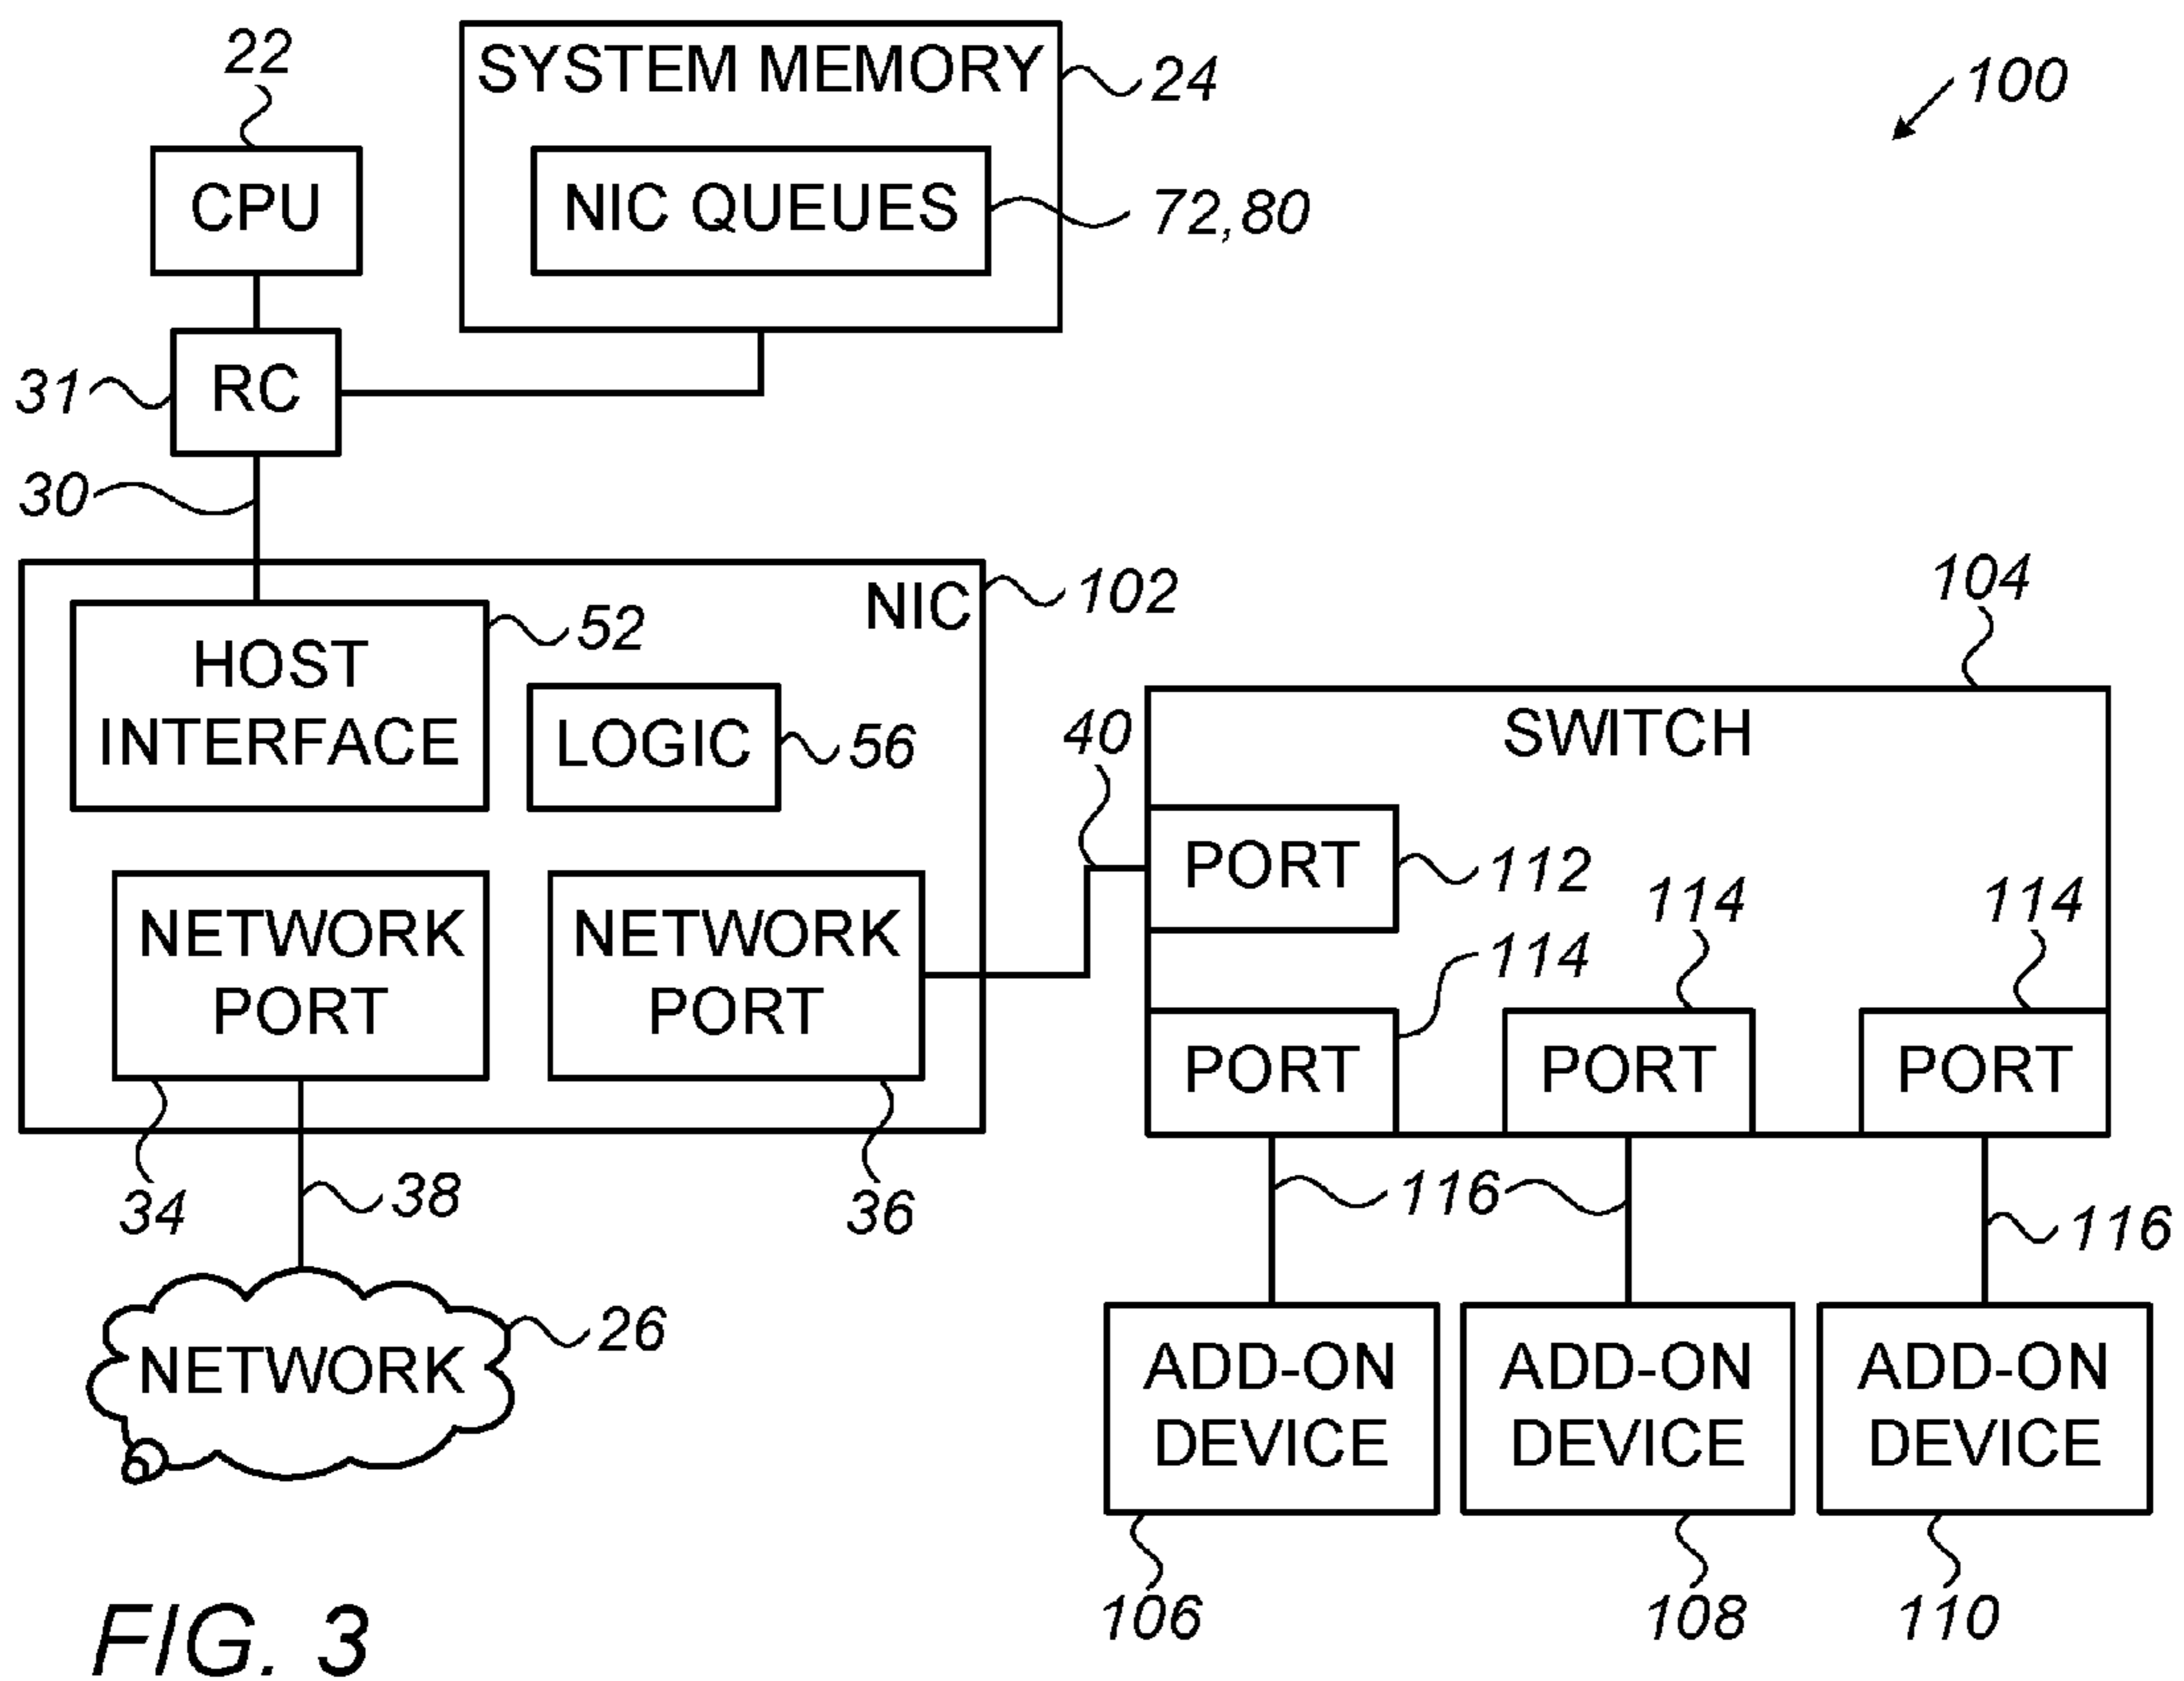 22
SYSTEM MEMORY
24
100
CPU
NIC QUEUES
72,80
31
RC
30
NIC
102
104
HOST
INTERFACE
52
LOGIC
56
40
SWITCH
PORT
112
114
114
114
NETWORK
PORT
NETWORK
PORT
PORT
PORT
PORT
34
38
36
116
116
NETWORK
26
ADD-ON
DEVICE
ADD-ON
DEVICE
ADD-ON
DEVICE
106
108
110
FIG. 3